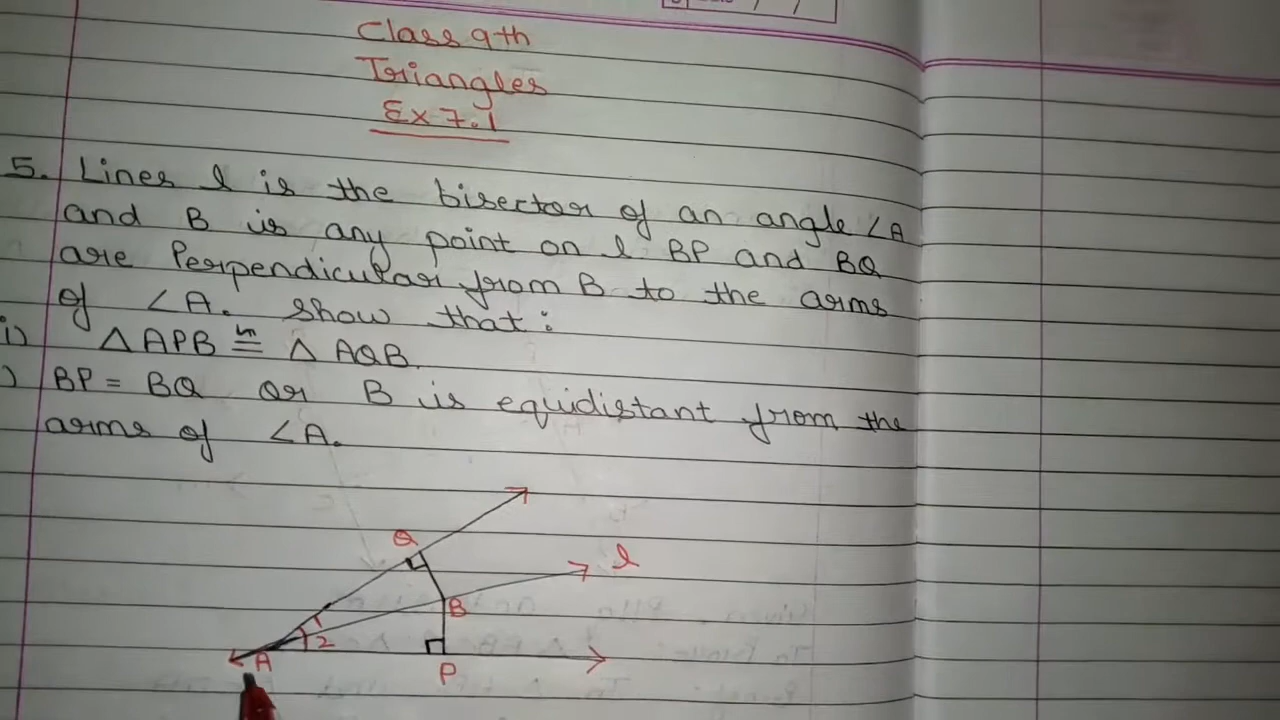 Class 9th
Triangles
Ex 7.1
5. Lines l is the bisector of an angle ∠A
and B is any point on l BP and BQ
are Perpendicular from B to the arms
of ∠A. Show that:
i) △APB ≅ △AQB.
) BP = BQ or B is equidistant from the
arms of ∠A.
Q
l
1
B
2
A
P